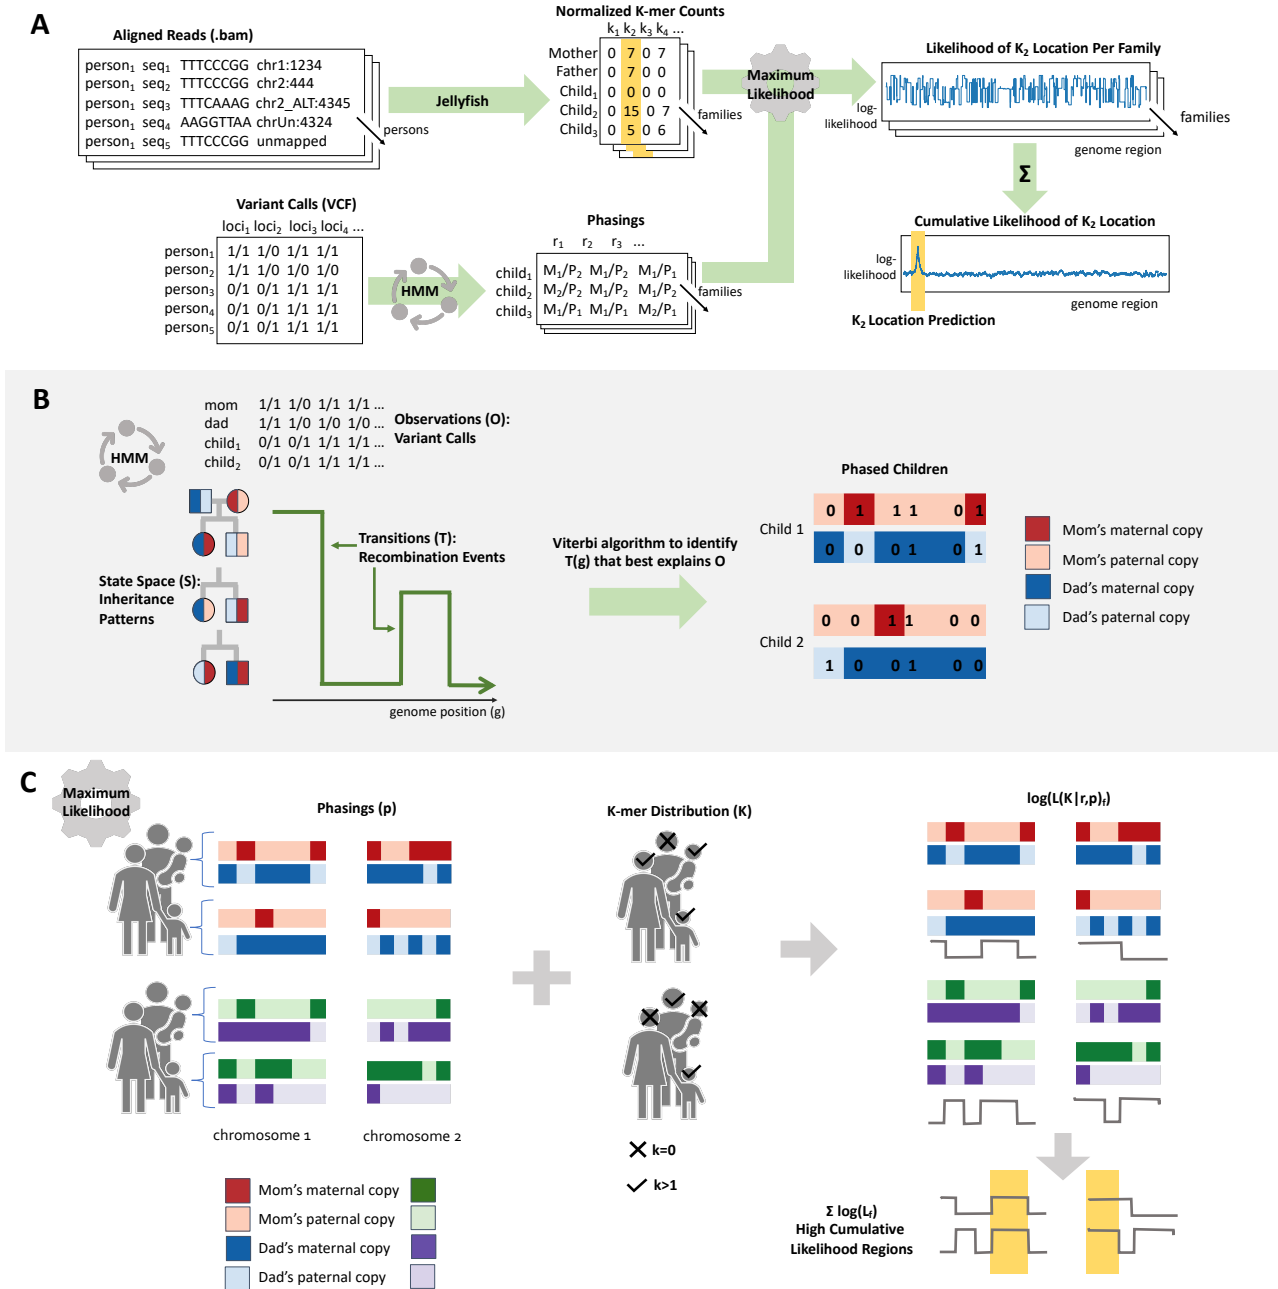 A
Aligned Reads (.bam)
person1 seq1 TTTCCCGG chr1:1234
person1 seq2 TTTCCCGG chr2:444
person1 seq3 TTTCAAAG chr2_ALT:4345
person1 seq4 AAGGTTAA chrUn:4324
person1 seq5 TTTCCCGG unmapped
persons
Jellyfish
Normalized K-mer Counts
k1 k2 k3 k4 ...
Mother 0 7 0 7
Father 0 7 0 0
Child1 0 0 0 0
Child2 0 15 0 7
Child3 0 5 0 6
families
Maximum
Likelihood
Likelihood of K2 Location Per Family
log-
likelihood
families
genome region
Σ
Cumulative Likelihood of K2 Location
log-
likelihood
genome region
K2 Location Prediction
Variant Calls (VCF)
loci1 loci2 loci3 loci4 ...
person1 1/1 1/0 1/1 1/1
person2 1/1 1/0 1/0 1/0
person3 0/1 0/1 1/1 1/1
person4 0/1 0/1 1/1 1/1
person5 0/1 0/1 1/1 1/1
HMM
Phasings
r1 r2 r3 ...
child1 M1/P2 M1/P2 M1/P1
child2 M2/P2 M1/P2 M1/P2
child3 M1/P1 M1/P2 M2/P1
families
B
HMM
mom 1/1 1/0 1/1 1/1 ...
dad 1/1 1/0 1/0 1/0 ...
child1 0/1 0/1 1/1 1/1 ...
child2 0/1 0/1 1/1 1/1 ...
Observations (O):
Variant Calls
Transitions (T):
Recombination Events
State Space (S):
Inheritance
Patterns
genome position (g)
Viterbi algorithm to identify
T(g) that best explains O
Phased Children
Child 1
0 1 1 1 0 1
0 0 0 1 0 1
Child 2
0 0 1 1 0 0
1 0 0 1 0 0
Mom's maternal copy
Mom's paternal copy
Dad's maternal copy
Dad's paternal copy
C
Maximum
Likelihood
Phasings (p)
K-mer Distribution (K)
log(L(K|r,p)f)
chromosome 1
chromosome 2
k=0
k>1
Mom's maternal copy
Mom's paternal copy
Dad's maternal copy
Dad's paternal copy
Σ log(Lf)
High Cumulative
Likelihood Regions